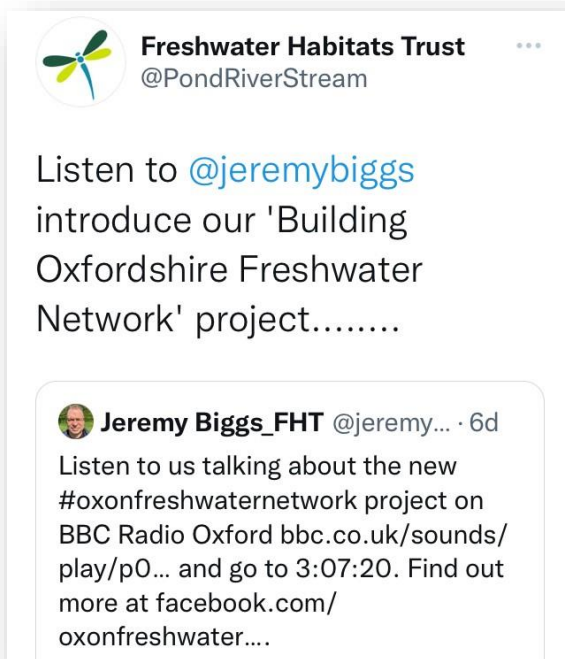 Freshwater Habitats Trust
@PondRiverStream
Listen to @jeremybiggs
introduce our 'Building
Oxfordshire Freshwater
Network' project........
Jeremy Biggs_FHT @jeremy... · 6d
Listen to us talking about the new
#oxonfreshwaternetwork project on
BBC Radio Oxford bbc.co.uk/sounds/
play/p0... and go to 3:07:20. Find out
more at facebook.com/
oxonfreshwater....